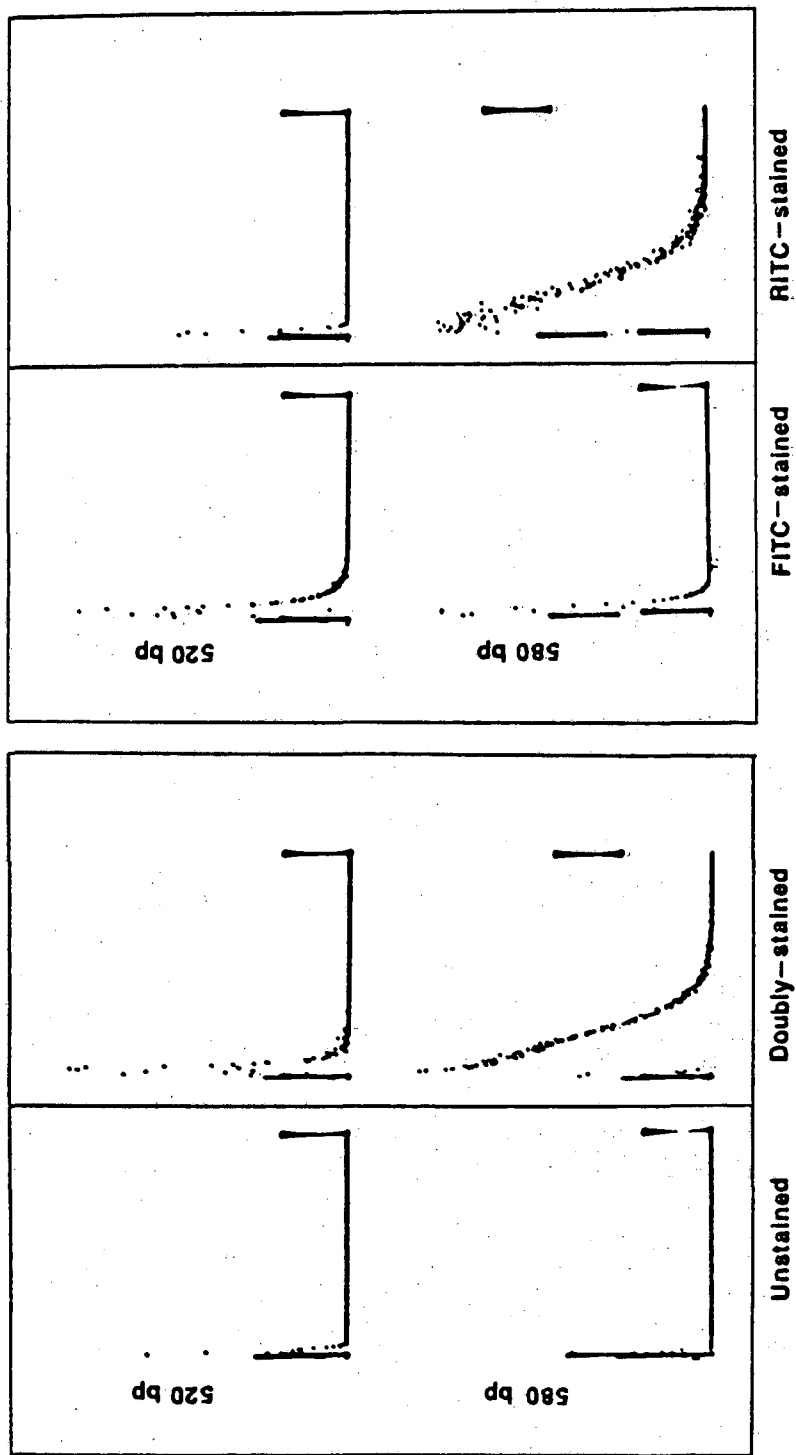 RITC-stained
FITC-stained
520 bp
580 bp
Doubly-stained
Unstained
520 bp
580 bp